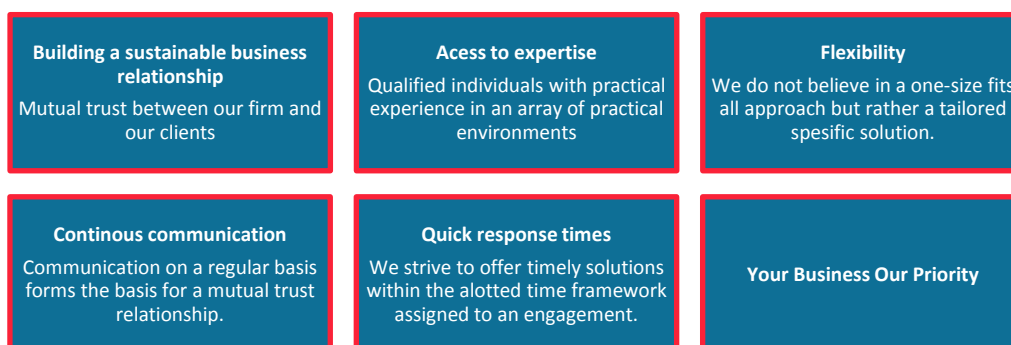 Building a sustainable business
relationship
Mutual trust between our firm and
our clients
Acess to expertise
Qualified individuals with practical
experience in an array of practical
environments
Flexibility
We do not believe in a one-size fits
all approach but rather a tailored
spesific solution.
Continous communication
Communication on a regular basis
forms the basis for a mutual trust
relationship.
Quick response times
We strive to offer timely solutions
within the alotted time framework
assigned to an engagement.
Your Business Our Priority